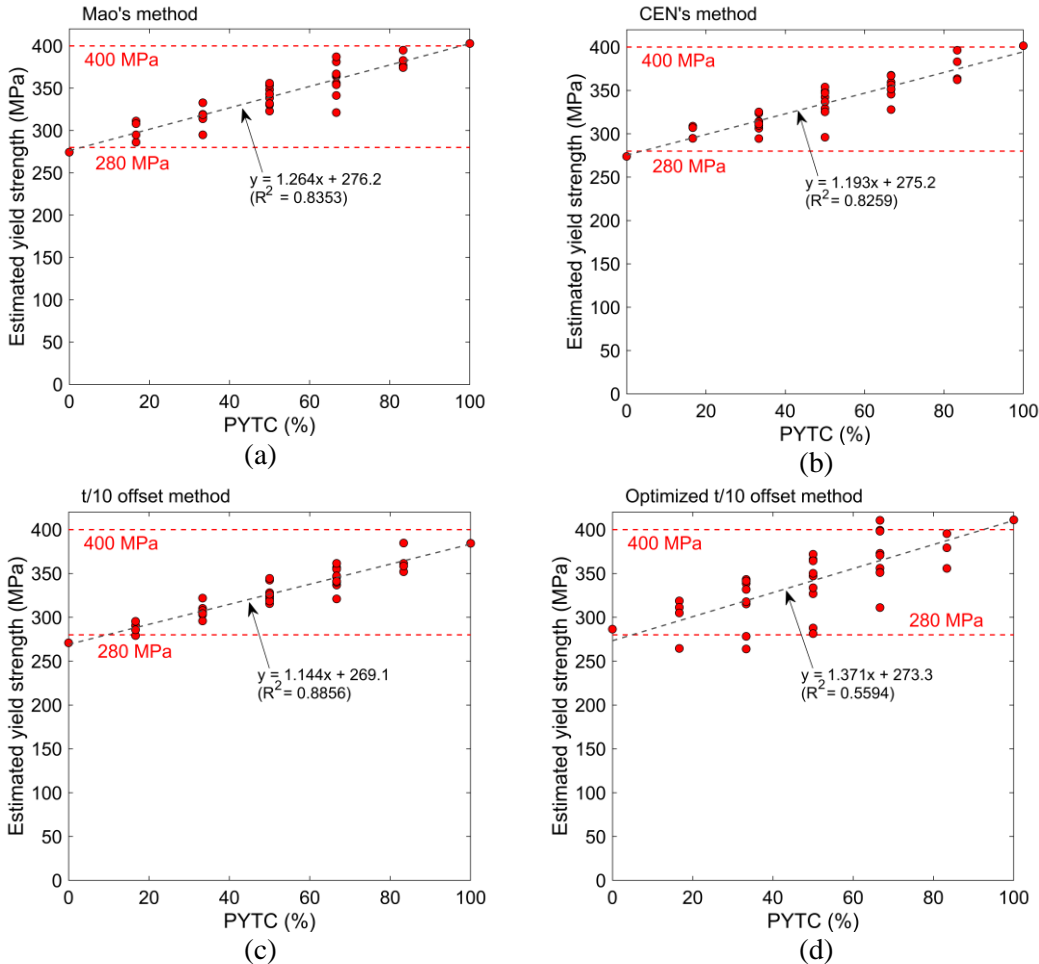 Mao's method
400
350
300
250
200
150
100
50
0
Estimated yield strength (MPa)
400 MPa
280 MPa
y = 1.264x + 276.2
(R² = 0.8353)
0 20 40 60 80 100
PYTC (%)
(a)
CEN's method
400
350
300
250
200
150
100
50
0
Estimated yield strength (MPa)
400 MPa
280 MPa
y = 1.193x + 275.2
(R² = 0.8259)
0 20 40 60 80 100
PYTC (%)
(b)
t/10 offset method
400
350
300
250
200
150
100
50
0
Estimated yield strength (MPa)
400 MPa
280 MPa
y = 1.144x + 269.1
(R² = 0.8856)
0 20 40 60 80 100
PYTC (%)
(c)
Optimized t/10 offset method
400
350
300
250
200
150
100
50
0
Estimated yield strength (MPa)
400 MPa
280 MPa
y = 1.371x + 273.3
(R² = 0.5594)
0 20 40 60 80 100
PYTC (%)
(d)